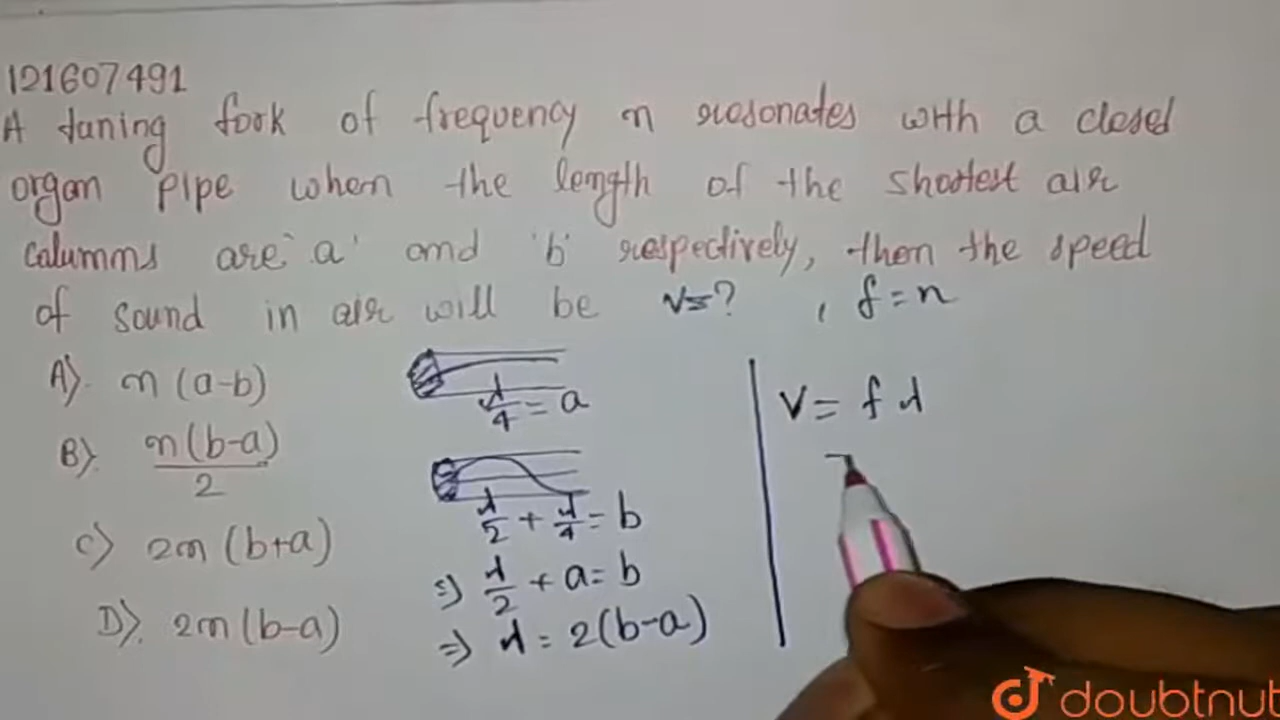 121607491
A tuning fork of frequency n resonates with a closed
organ pipe when the length of the shortest air
columns are 'a' and 'b' respectively, then the speed
of sound in air will be v=? , f=n
A). n(a-b)
B). n(b-a)/2
C) 2n(b+a)
D). 2n(b-a)
λ/4 = a
λ/2 + λ/4 = b
⇒ λ/2 + a = b
⇒ λ = 2(b-a)
V = fλ
doubtnut